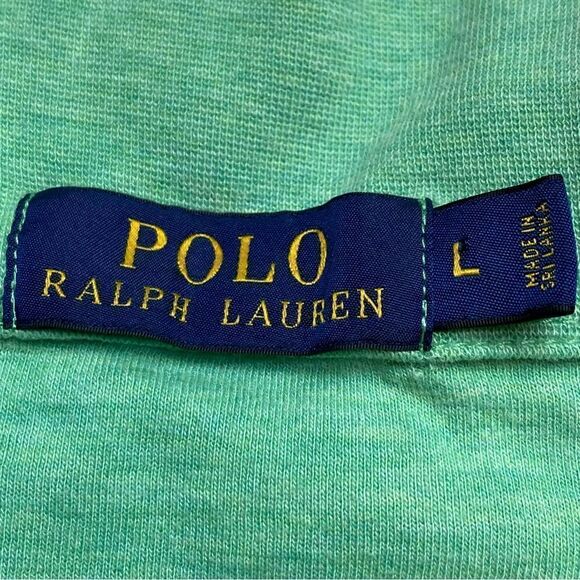 POLO
RALPH LAUREN
L
MADE IN
SRI LANKA